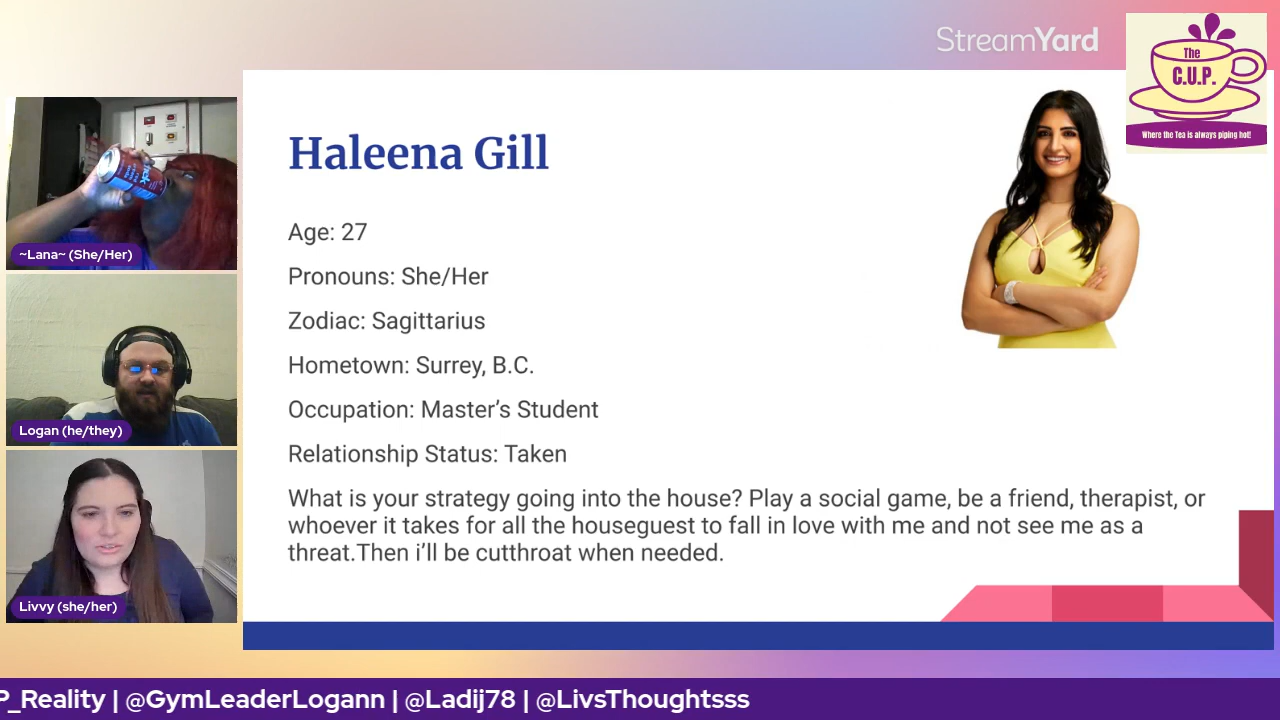 StreamYard
The
C.U.P.
Where the Tea is always piping hot!
Haleena Gill
Age: 27
Pronouns: She/Her
Zodiac: Sagittarius
Hometown: Surrey, B.C.
Occupation: Master’s Student
Relationship Status: Taken
What is your strategy going into the house? Play a social game, be a friend, therapist, or
whoever it takes for all the houseguest to fall in love with me and not see me as a
threat.Then i’ll be cutthroat when needed.
~Lana~ (She/Her)
Logan (he/they)
Livvy (she/her)
P_Reality | @GymLeaderLogann | @Ladij78 | @LivsThoughtsss